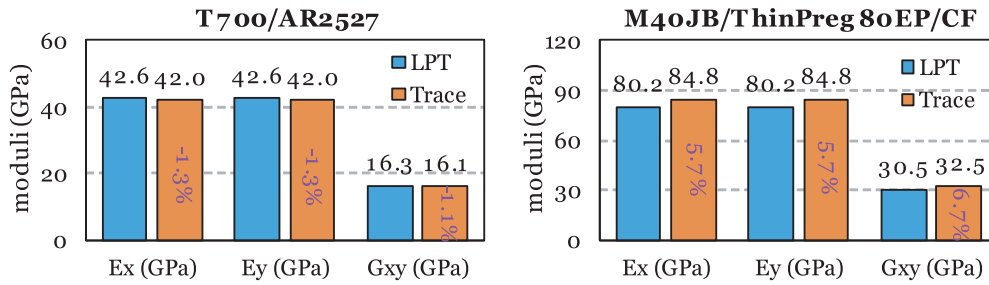 T700/AR2527
moduli (GPa)
60
40
20
0
LPT
Trace
42.6 42.0 42.6 42.0 16.3 16.1
-1.3% -1.3% -1.1%
Ex (GPa) Ey (GPa) Gxy (GPa)
M40JB/ThinPreg 80EP/CF
moduli (GPa)
120
90
60
30
0
LPT
Trace
80.2 84.8 80.2 84.8 30.5 32.5
5.7% 5.7% 6.7%
Ex (GPa) Ey (GPa) Gxy (GPa)